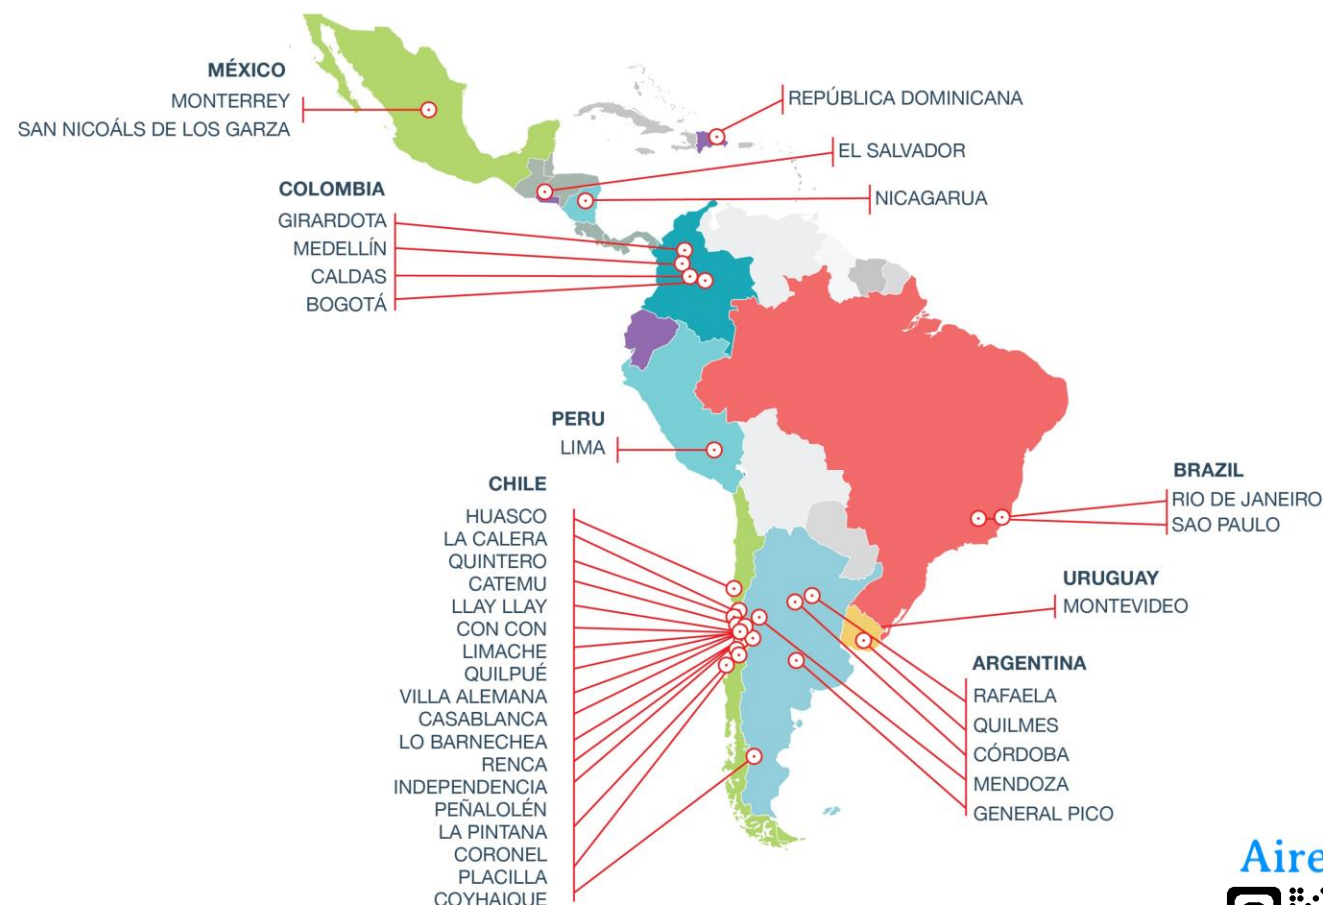 MÉXICO
MONTERREY
SAN NICOÁLS DE LOS GARZA
REPÚBLICA DOMINICANA
EL SALVADOR
NICAGARUA
COLOMBIA
GIRARDOTA
MEDELLÍN
CALDAS
BOGOTÁ
PERU
LIMA
CHILE
HUASCO
LA CALERA
QUINTERO
CATEMU
LLAY LLAY
CON CON
LIMACHE
QUILPUÉ
VILLA ALEMANA
CASABLANCA
LO BARNECHEA
RENCA
INDEPENDENCIA
PEÑALOLÉN
LA PINTANA
CORONEL
PLACILLA
COYHAIQUE
BRAZIL
RIO DE JANEIRO
SAO PAULO
URUGUAY
MONTEVIDEO
ARGENTINA
RAFAELA
QUILMES
CÓRDOBA
MENDOZA
GENERAL PICO
Aire